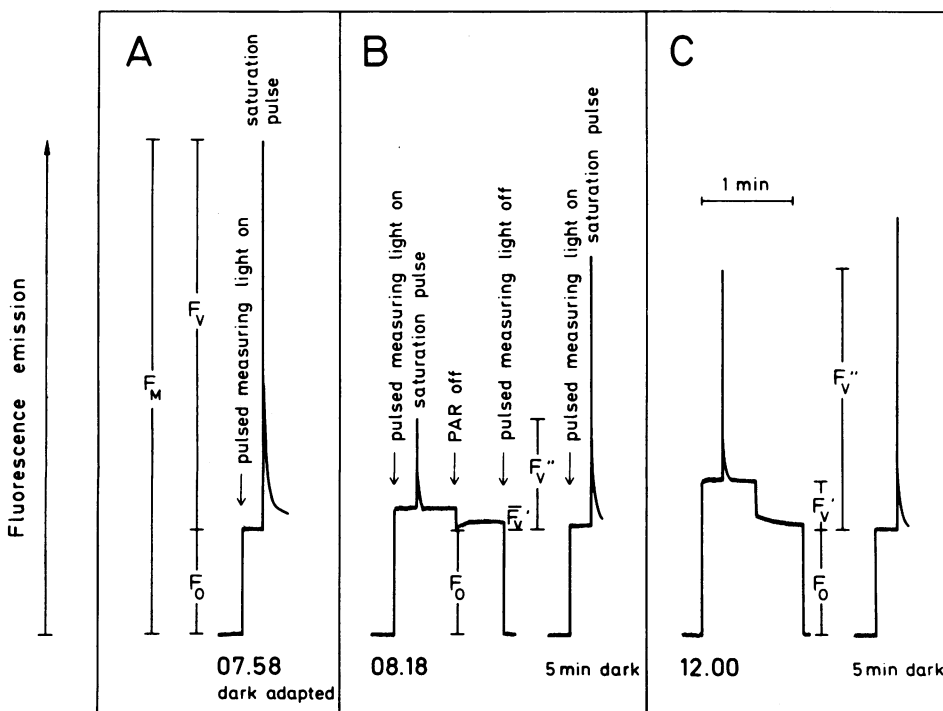 Fluorescence emission
A
saturation
pulse
F_M
F_V
F_O
pulsed measuring light on
07.58
dark adapted
B
pulsed measuring light on
saturation pulse
PAR off
pulsed measuring light off
F_V''
F_V'
F_O
pulsed measuring light on
saturation pulse
08.18
5 min dark
C
1 min
F_V''
F_V'
F_O
12.00
5 min dark